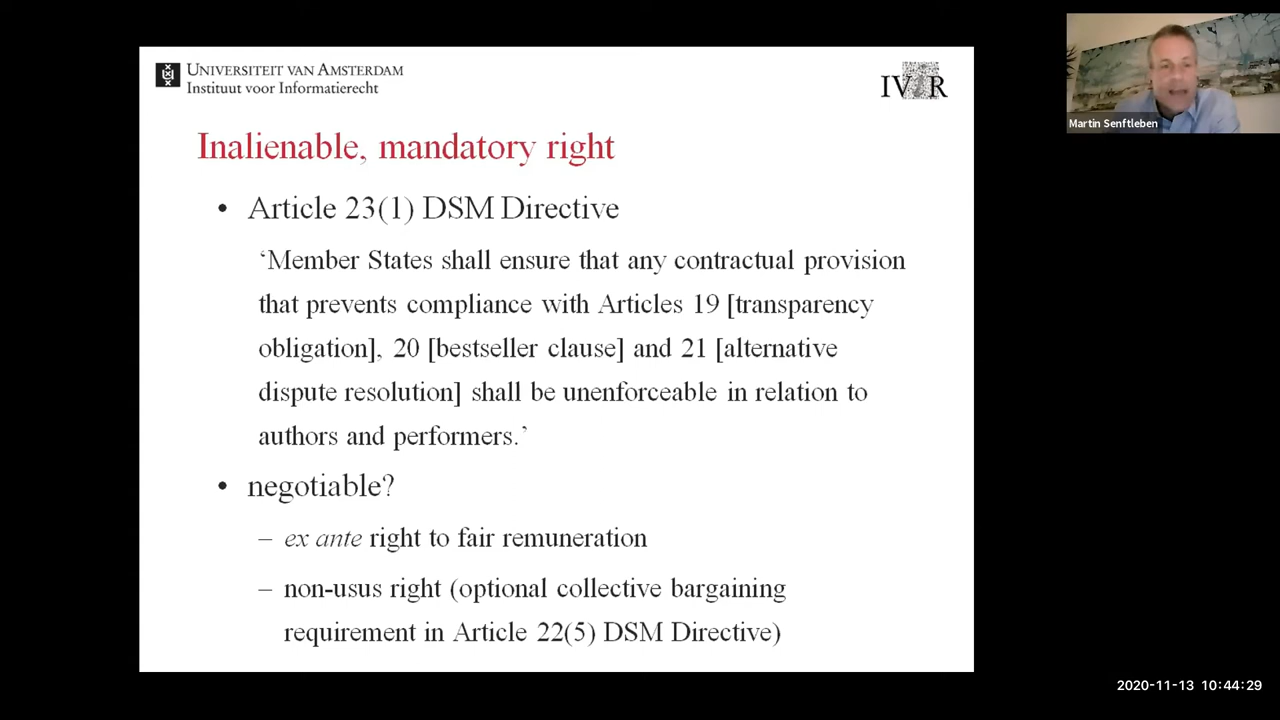 UNIVERSITEIT VAN AMSTERDAM
Instituut voor Informatierecht
IViR
Martin Senftleben
Inalienable, mandatory right
• Article 23(1) DSM Directive
‘Member States shall ensure that any contractual provision
that prevents compliance with Articles 19 [transparency
obligation], 20 [bestseller clause] and 21 [alternative
dispute resolution] shall be unenforceable in relation to
authors and performers.’
• negotiable?
– ex ante right to fair remuneration
– non-usus right (optional collective bargaining
requirement in Article 22(5) DSM Directive)
2020-11-13 10:44:29